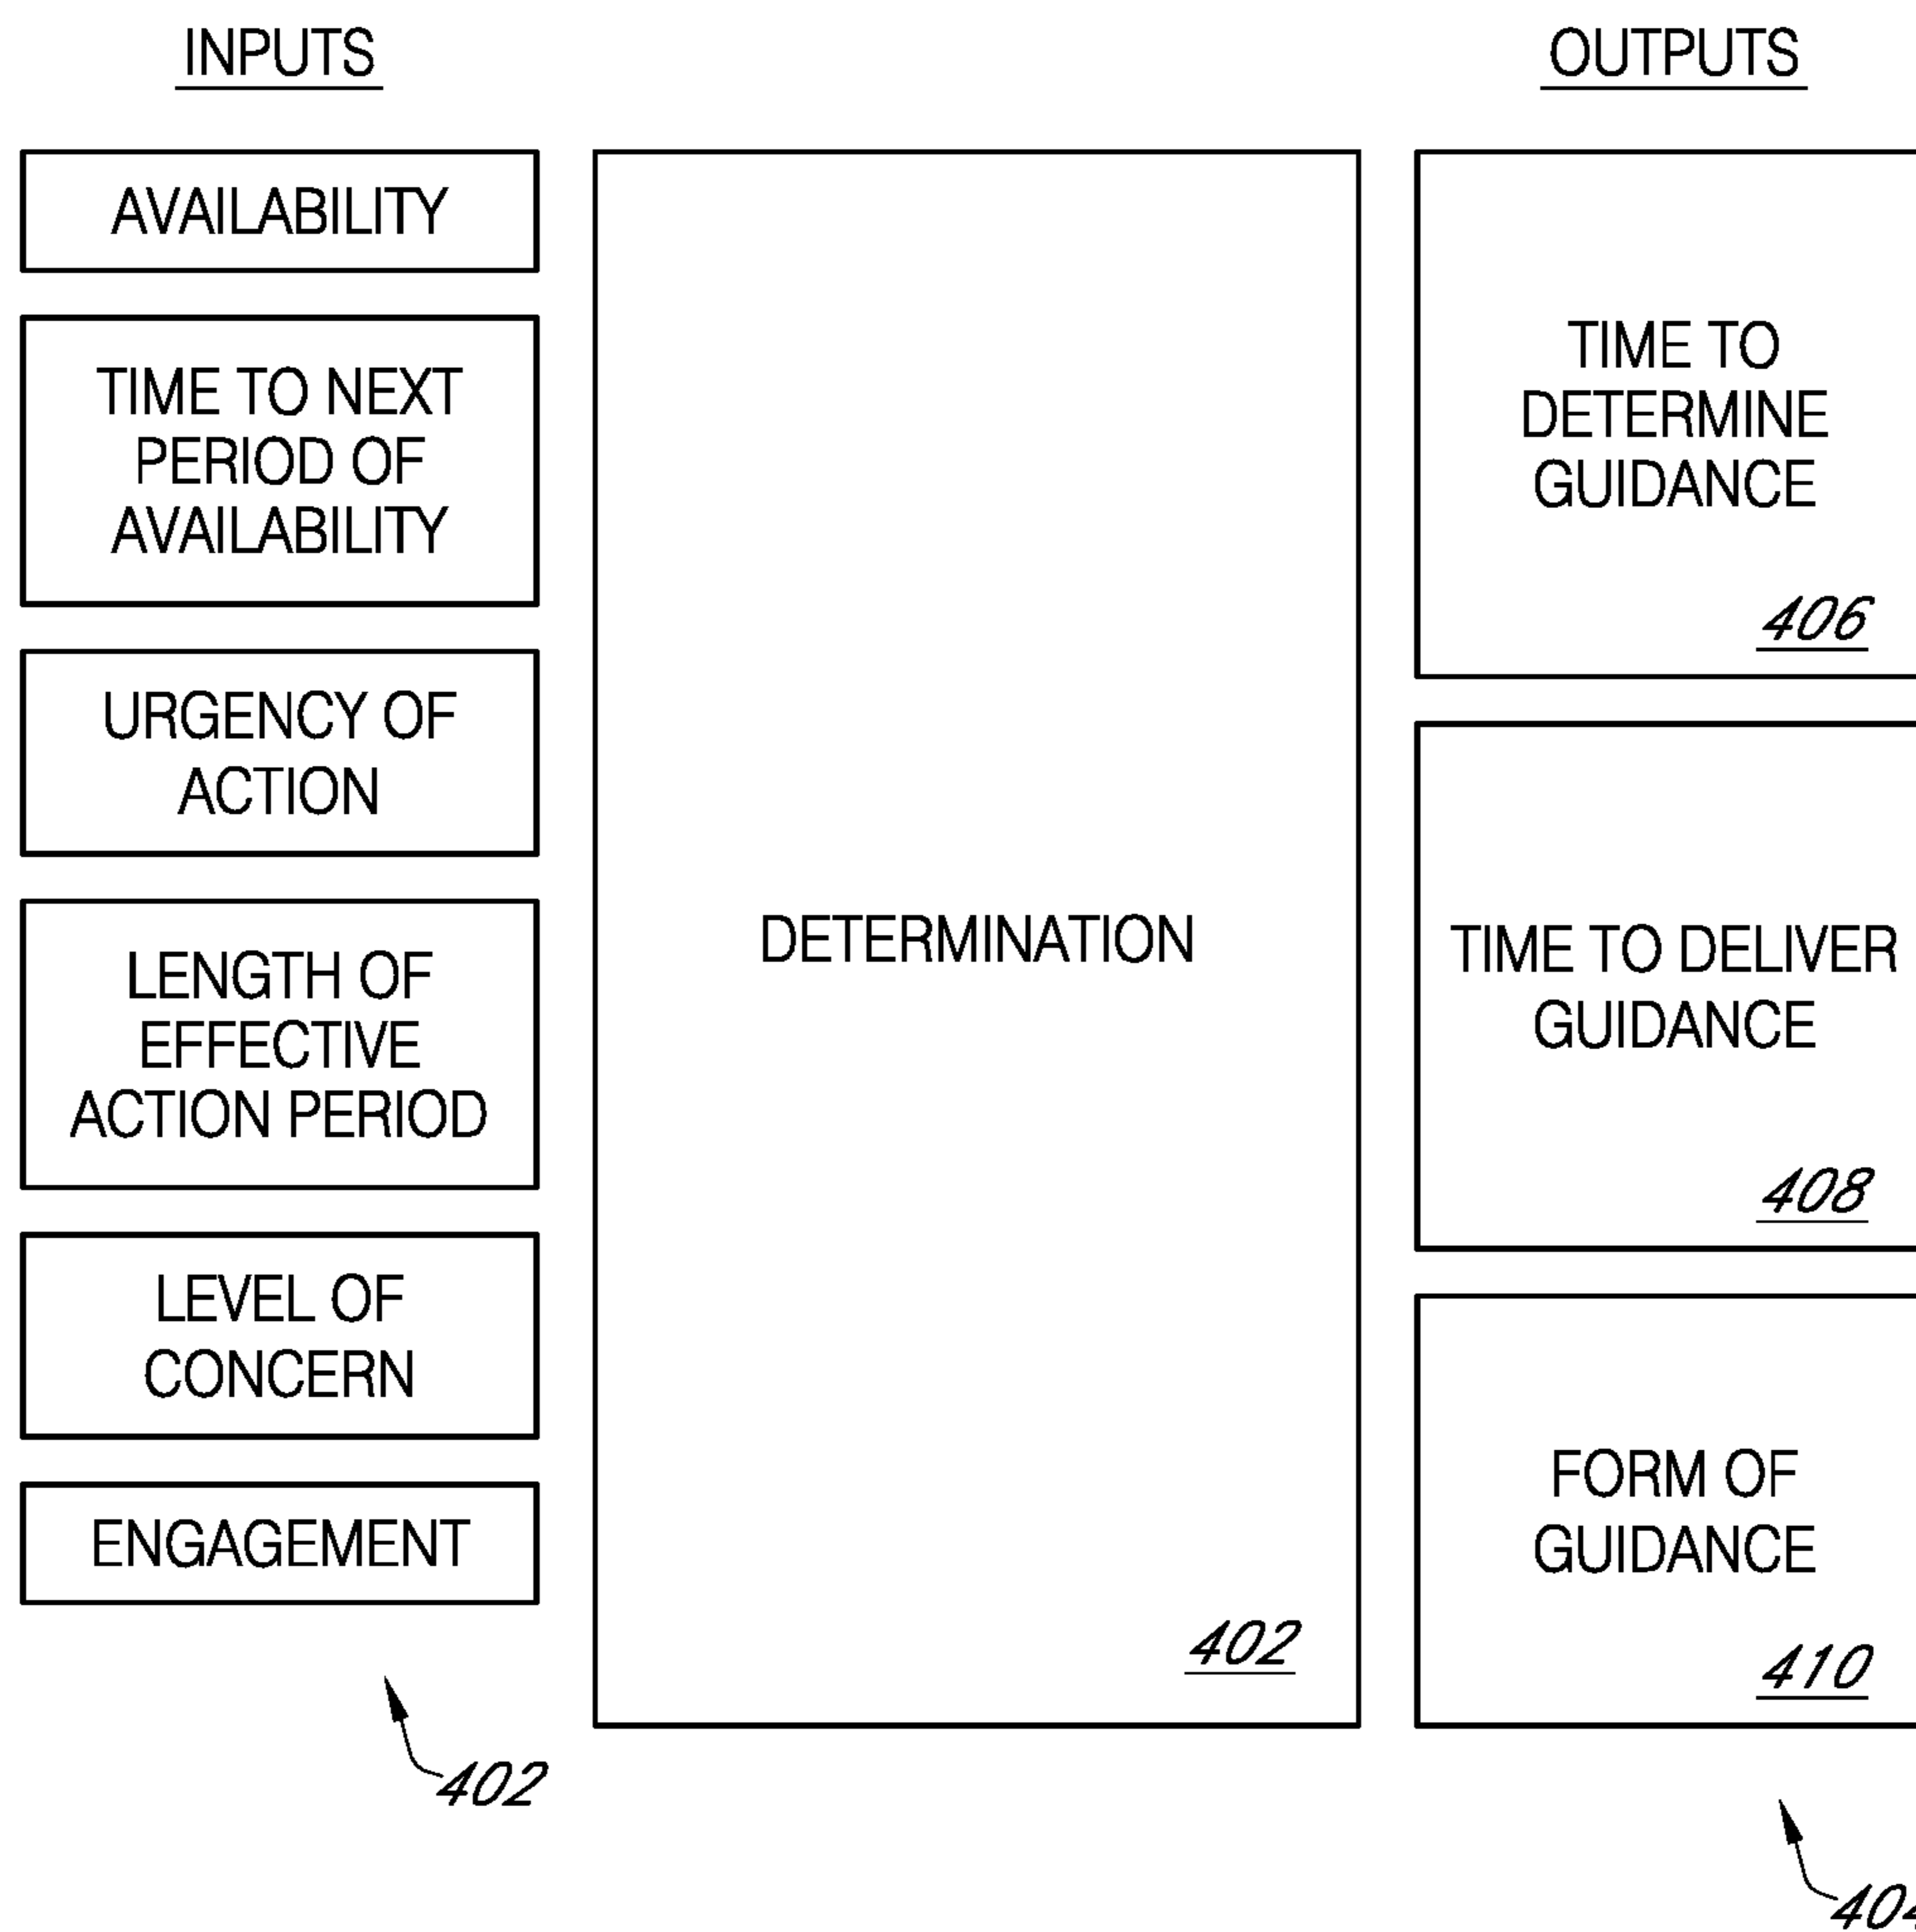 INPUTS
AVAILABILITY
TIME TO NEXT
PERIOD OF
AVAILABILITY
URGENCY OF
ACTION
LENGTH OF
EFFECTIVE
ACTION PERIOD
LEVEL OF
CONCERN
ENGAGEMENT
402
DETERMINATION
402
OUTPUTS
TIME TO
DETERMINE
GUIDANCE
406
TIME TO DELIVER
GUIDANCE
408
FORM OF
GUIDANCE
410
404